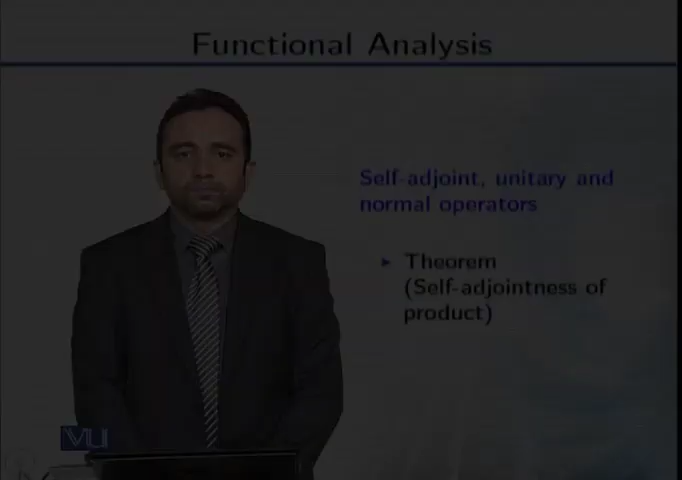 Functional Analysis
Self-adjoint, unitary and
normal operators
Theorem
(Self-adjointness of
product)
VU